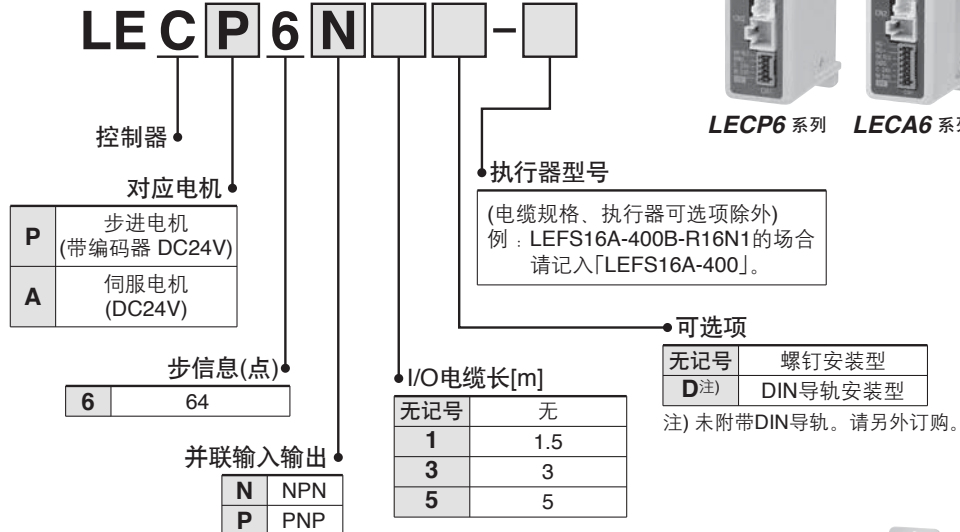 LECP6N□□-□
LECP6 系列 LECA6 系列
控制器
对应电机
P 步进电机
(带编码器 DC24V)
A 伺服电机
(DC24V)
步信息(点)
6 64
并联输入输出
N NPN
P PNP
I/O电缆长[m]
无记号 无
1 1.5
3 3
5 5
执行器型号
(电缆规格、执行器可选项除外)
例：LEFS16A-400B-R16N1的场合
请记入「LEFS16A-400」。
可选项
无记号 螺钉安装型
D注) DIN导轨安装型
注) 未附带DIN导轨。请另外订购。